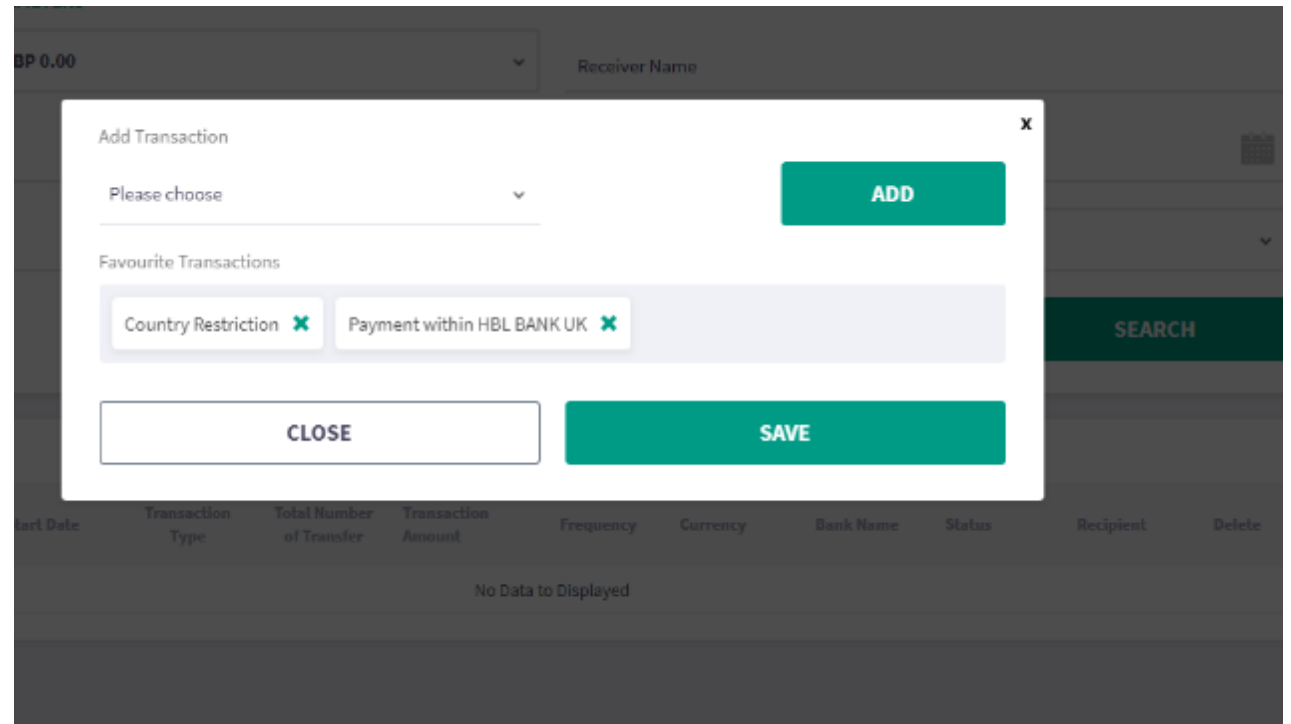 BP 0.00
Receiver Name
Add Transaction
x
Please choose
ADD
Favourite Transactions
Country Restriction ✖ Payment within HBL BANK UK ✖
SEARCH
CLOSE
SAVE
Start Date Transaction Type Total Number of Transfer Transaction Amount Frequency Currency Bank Name Status Recipient Delete
No Data to Displayed